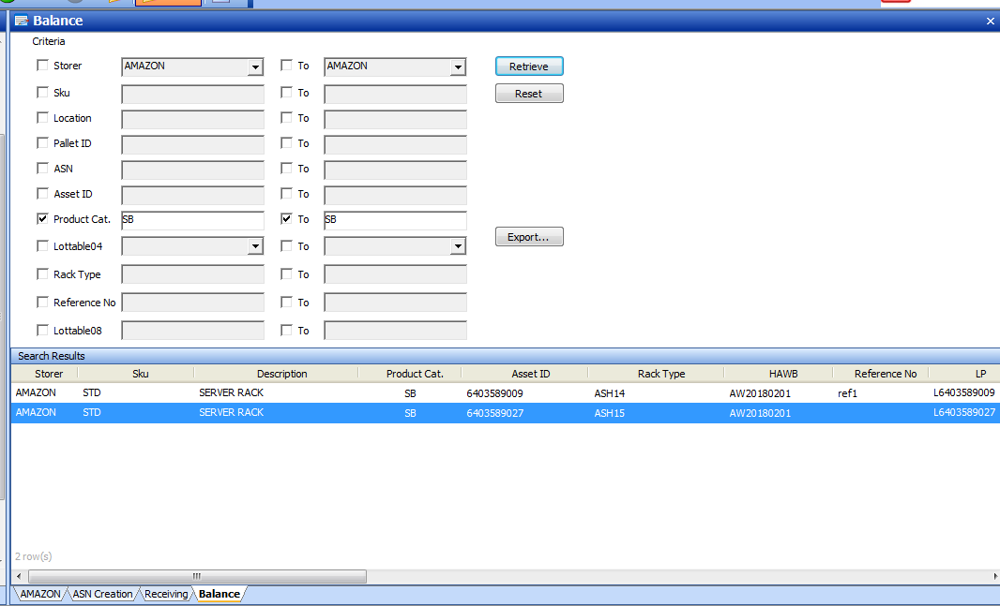 Balance
Criteria
Storer AMAZON To AMAZON Retrieve
Sku To Reset
Location To
Pallet ID To
ASN To
Asset ID To
Product Cat. SB To SB
Export...
Lottable04 To
Rack Type To
Reference No To
Lottable08 To
Search Results
Storer Sku Description Product Cat. Asset ID Rack Type HAWB Reference No LP
AMAZON STD SERVER RACK SB 6403589009 ASH14 AW20180201 ref1 L6403589009
AMAZON STD SERVER RACK SB 6403589027 ASH15 AW20180201 L6403589027
2 row(s)
AMAZON ASN Creation Receiving Balance